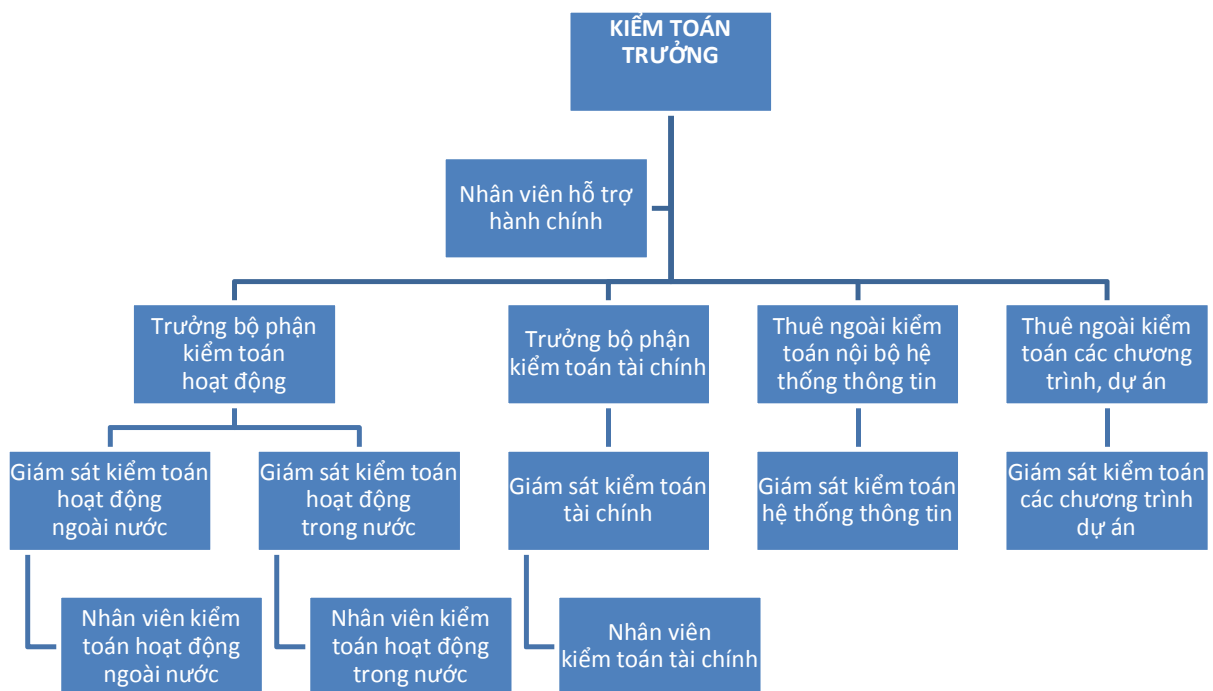 KIỂM TOÁN
TRƯỞNG
Nhân viên hỗ trợ
hành chính
Trưởng bộ phận
kiểm toán
hoạt động
Trưởng bộ phận
kiểm toán tài chính
Thuê ngoài kiểm
toán nội bộ hệ
thống thông tin
Thuê ngoài kiểm
toán các chương
trình, dự án
Giám sát kiểm toán
hoạt động
ngoài nước
Giám sát kiểm toán
hoạt động
trong nước
Giám sát kiểm toán
tài chính
Giám sát kiểm toán
hệ thống thông tin
Giám sát kiểm toán
các chương trình
dự án
Nhân viên kiểm
toán hoạt động
ngoài nước
Nhân viên kiểm
toán hoạt động
trong nước
Nhân viên
kiểm toán tài chính